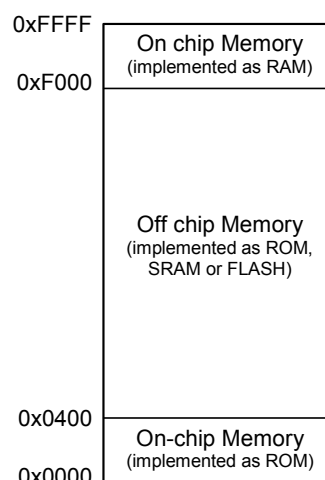 0xFFFF
On chip Memory
(implemented as RAM)
0xF000
Off chip Memory
(implemented as ROM,
SRAM or FLASH)
0x0400
On-chip Memory
(implemented as ROM)
0x0000